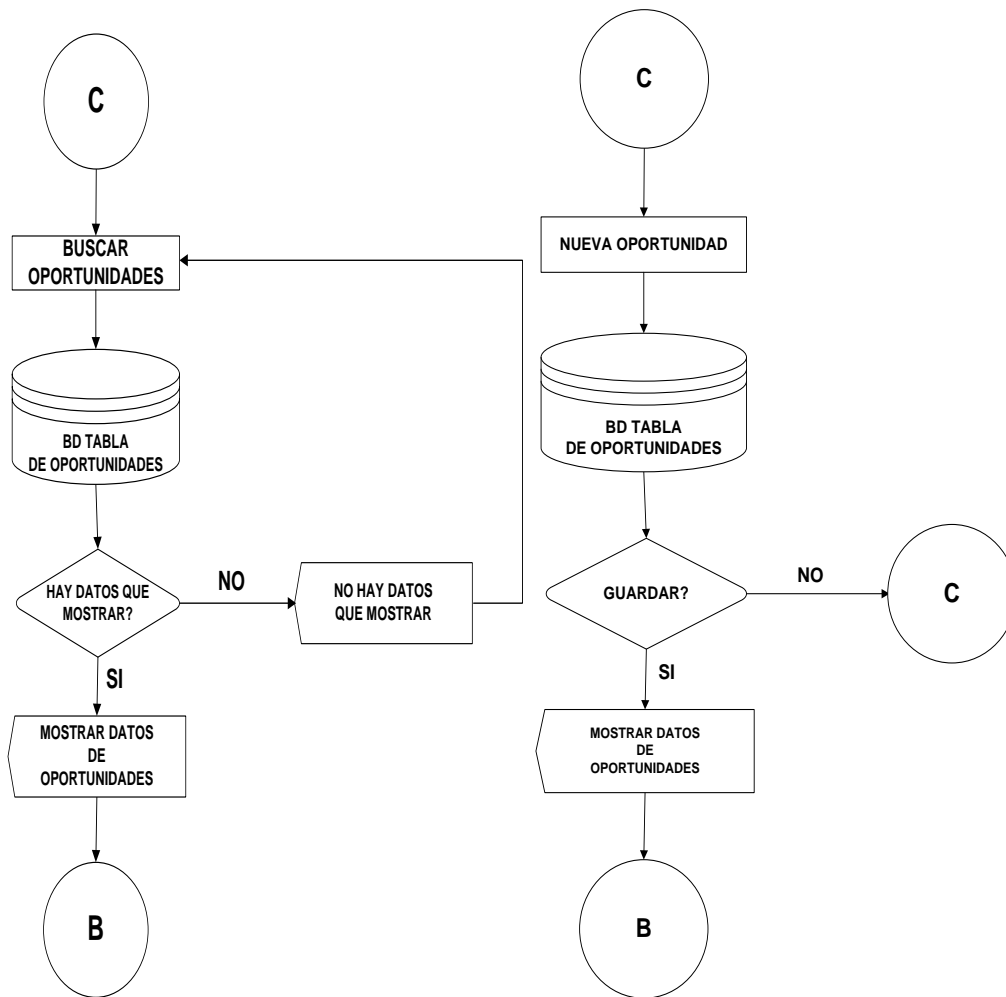 C
BUSCAR
OPORTUNIDADES
BD TABLA
DE OPORTUNIDADES
HAY DATOS QUE
MOSTRAR?
NO
NO HAY DATOS
QUE MOSTRAR
SI
MOSTRAR DATOS
DE
OPORTUNIDADES
B
C
NUEVA OPORTUNIDAD
BD TABLA
DE OPORTUNIDADES
GUARDAR?
NO
C
SI
MOSTRAR DATOS
DE
OPORTUNIDADES
B